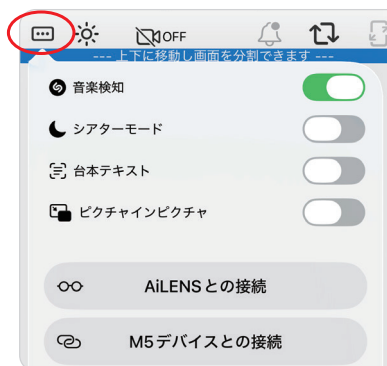 OFF
--- 上下に移動し画面を分割できます ---
音楽検知
シアターモード
台本テキスト
ピクチャインピクチャ
AiLENSとの接続
M5デバイスとの接続